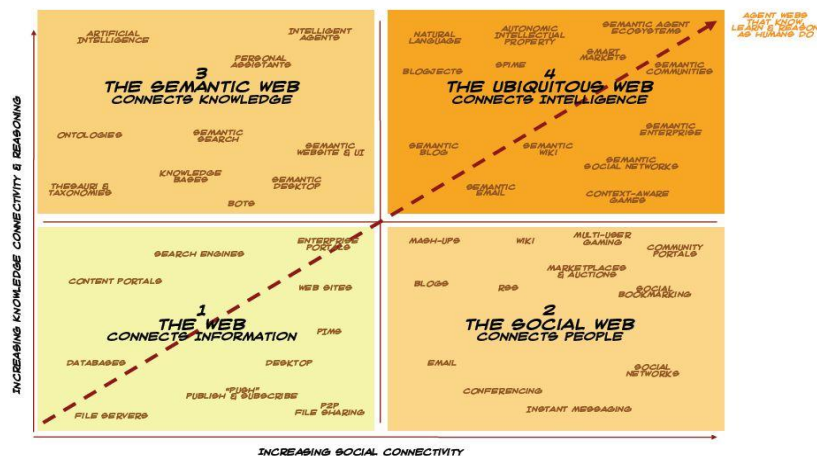 AGENT WEBS
THAT KNOW,
LEARN & REASON
AS HUMANS DO
INCREASING KNOWLEDGE CONNECTIVITY & REASONING
ARTIFICIAL
INTELLIGENCE
INTELLIGENT
AGENTS
PERSONAL
ASSISTANTS
3
THE SEMANTIC WEB
CONNECTS KNOWLEDGE
ONTOLOGIES
SEMANTIC
SEARCH
SEMANTIC
WEBSITE & UI
THESAURI &
TAXONOMIES
KNOWLEDGE
BASES
SEMANTIC
DESKTOP
BOTS
NATURAL
LANGUAGE
AUTONOMIC
INTELLECTUAL
PROPERTY
SEMANTIC AGENT
ECOSYSTEMS
SMART
MARKETS
BLOGJECTS
SPIME
SEMANTIC
COMMUNITIES
4
THE UBIQUITOUS WEB
CONNECTS INTELLIGENCE
SEMANTIC
ENTERPRISE
SEMANTIC
BLOG
SEMANTIC
WIKI
SEMANTIC
SOCIAL NETWORKS
SEMANTIC
EMAIL
CONTEXT-AWARE
GAMES
SEARCH ENGINES
ENTERPRISE
PORTALS
CONTENT PORTALS
WEB SITES
1
THE WEB
CONNECTS INFORMATION
PIMS
DATABASES
DESKTOP
"PUSH"
PUBLISH & SUBSCRIBE
FILE SERVERS
P2P
FILE SHARING
MASH-UPS
WIKI
MULTI-USER
GAMING
COMMUNITY
PORTALS
MARKETPLACES
& AUCTIONS
BLOGS
RSS
SOCIAL
BOOKMARKING
2
THE SOCIAL WEB
CONNECTS PEOPLE
EMAIL
SOCIAL
NETWORKS
CONFERENCING
INSTANT MESSAGING
INCREASING SOCIAL CONNECTIVITY